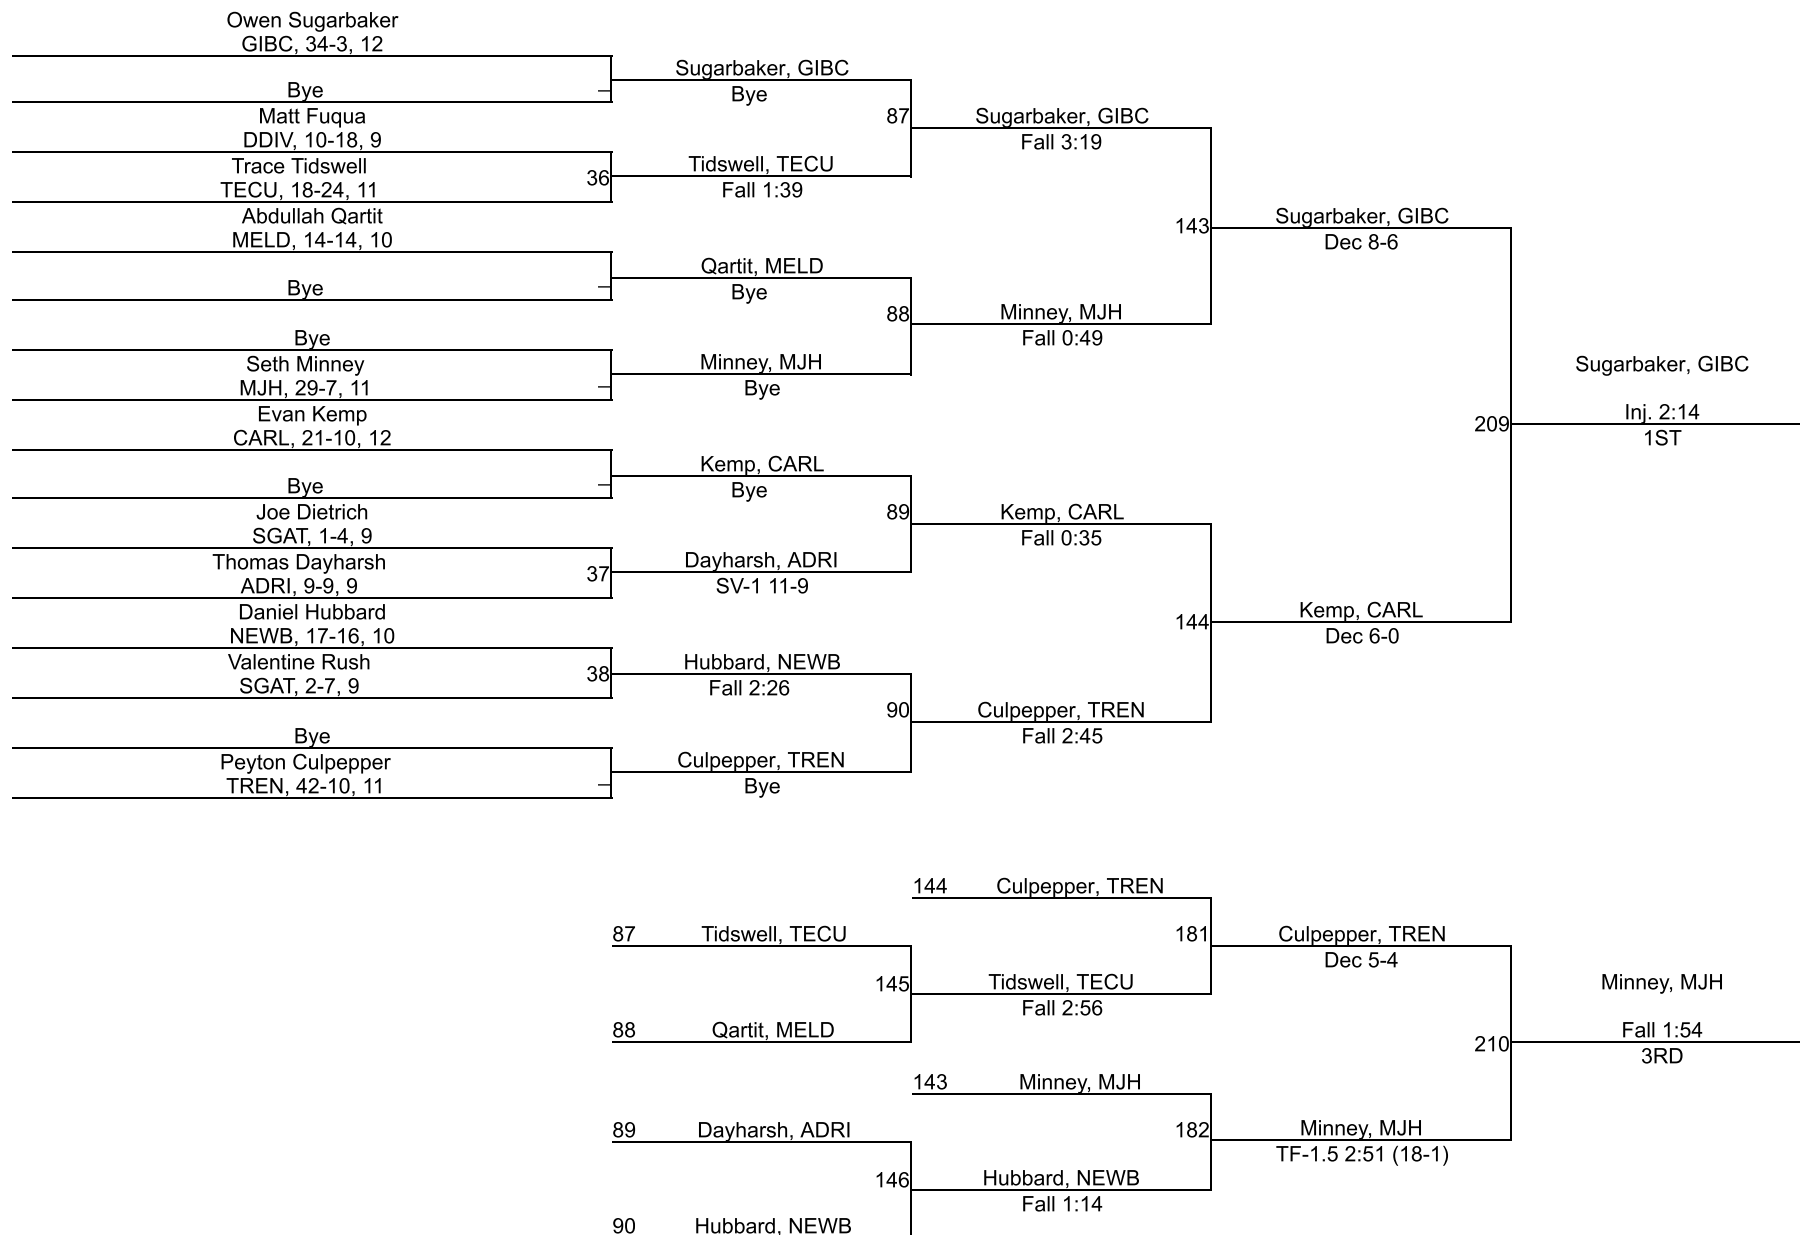 Owen Sugarbaker
GIBC, 34-3, 12
Bye
Matt Fuqua
DDIV, 10-18, 9
Trace Tidswell
TECU, 18-24, 11
36
Abdullah Qartit
MELD, 14-14, 10
Bye
Bye
Seth Minney
MJH, 29-7, 11
Evan Kemp
CARL, 21-10, 12
Bye
Joe Dietrich
SGAT, 1-4, 9
Thomas Dayharsh
ADRI, 9-9, 9
37
Daniel Hubbard
NEWB, 17-16, 10
Valentine Rush
SGAT, 2-7, 9
38
Bye
Peyton Culpepper
TREN, 42-10, 11
Sugarbaker, GIBC
Bye
87
Tidswell, TECU
Fall 1:39
Qartit, MELD
Bye
88
Minney, MJH
Bye
Kemp, CARL
Bye
89
Dayharsh, ADRI
SV-1 11-9
Hubbard, NEWB
Fall 2:26
90
Culpepper, TREN
Bye
Sugarbaker, GIBC
Fall 3:19
143
Minney, MJH
Fall 0:49
Kemp, CARL
Fall 0:35
144
Culpepper, TREN
Fall 2:45
Sugarbaker, GIBC
Dec 8-6
209
Kemp, CARL
Dec 6-0
Sugarbaker, GIBC
Inj. 2:14
1ST
144 Culpepper, TREN
87 Tidswell, TECU
145
Tidswell, TECU
Fall 2:56
88 Qartit, MELD
181
Culpepper, TREN
Dec 5-4
143 Minney, MJH
89 Dayharsh, ADRI
146
Hubbard, NEWB
Fall 1:14
90 Hubbard, NEWB
182
Minney, MJH
TF-1.5 2:51 (18-1)
210
Minney, MJH
Fall 1:54
3RD